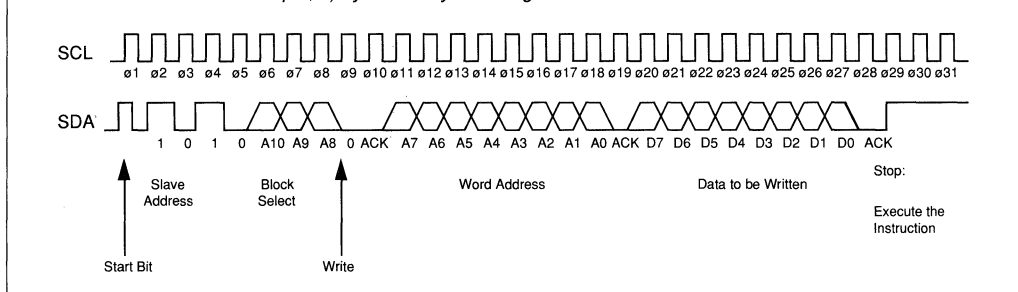 SCL
ø1 ø2 ø3 ø4 ø5 ø6 ø7 ø8 ø9 ø10 ø11 ø12 ø13 ø14 ø15 ø16 ø17 ø18 ø19 ø20 ø21 ø22 ø23 ø24 ø25 ø26 ø27 ø28 ø29 ø30 ø31
SDA
1 0 1 0 A10 A9 A8 0 ACK A7 A6 A5 A4 A3 A2 A1 A0 ACK D7 D6 D5 D4 D3 D2 D1 D0 ACK
Stop:
Slave
Address
Block
Select
Word Address
Data to be Written
Execute the
Instruction
Start Bit
Write